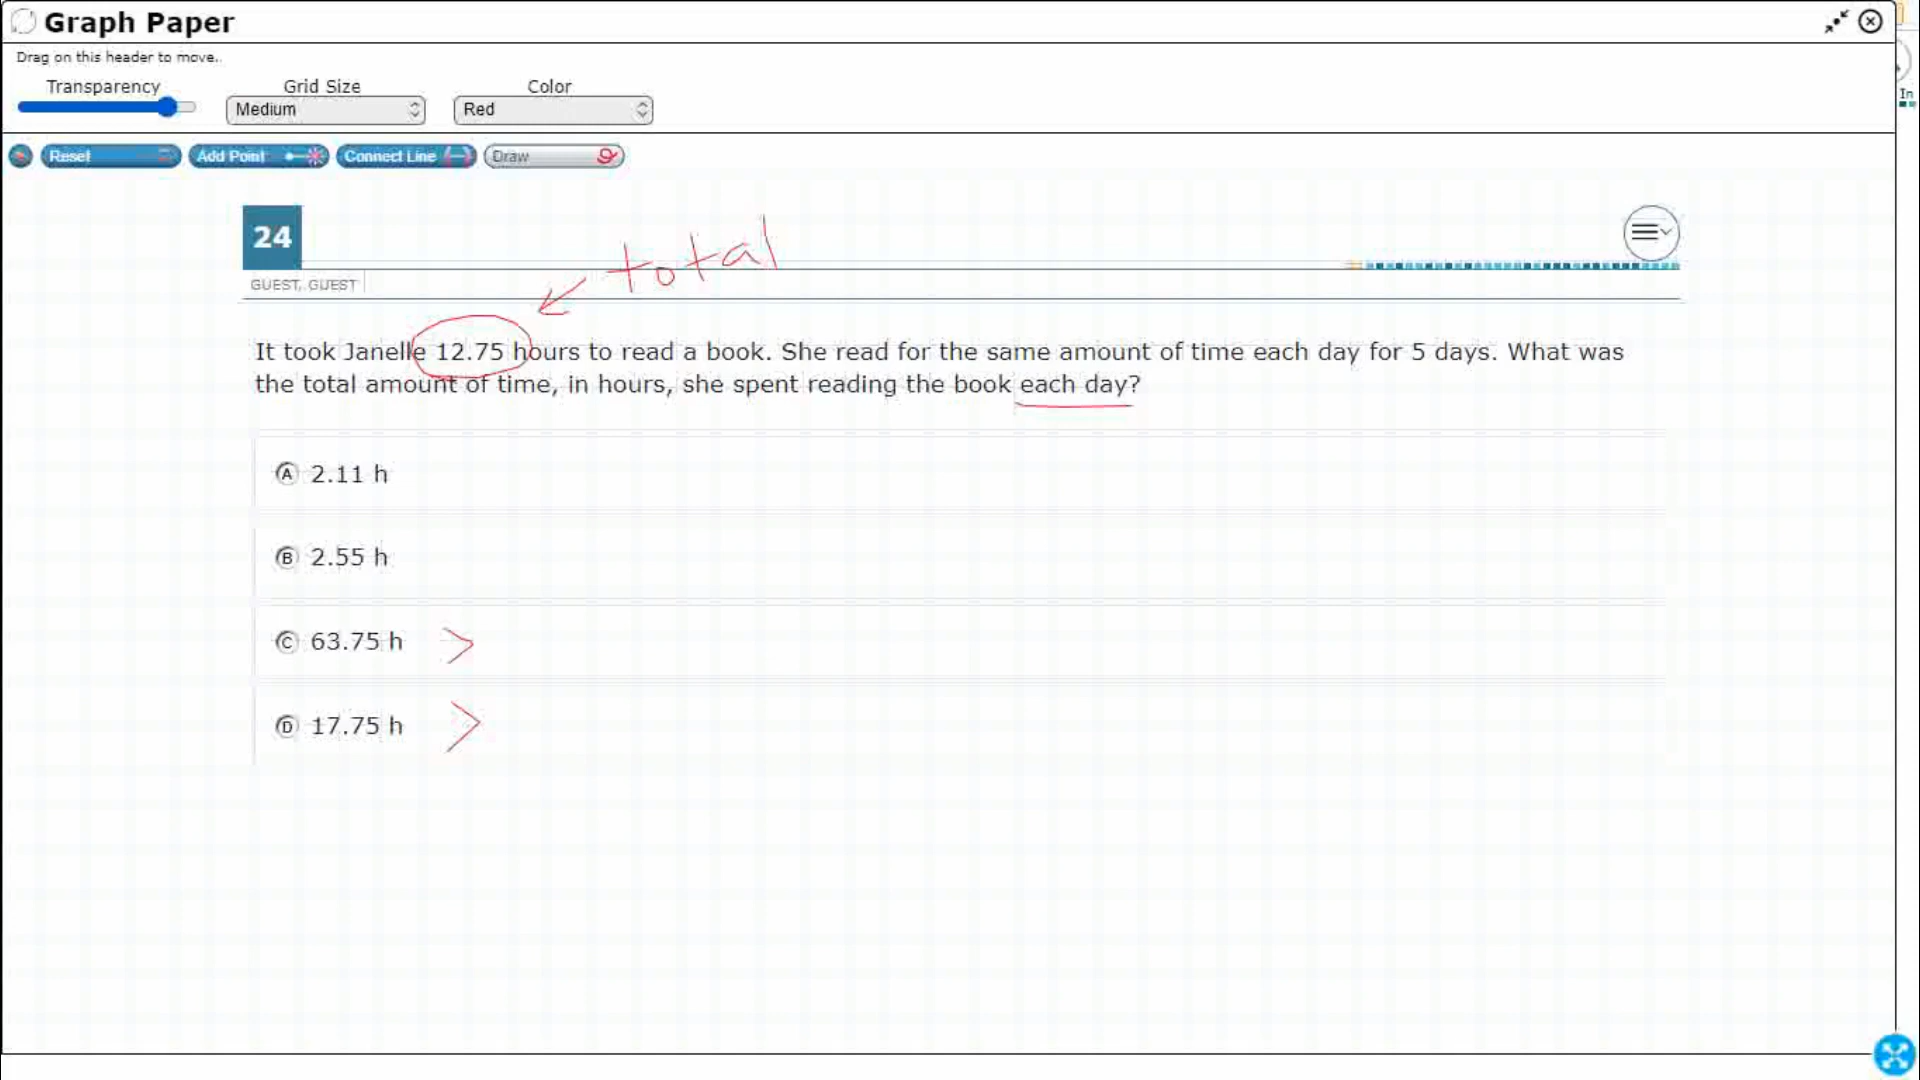 Graph Paper
Drag on this header to move..
Transparency Grid Size Color
Medium Red
Reset Add Point Connect Line Draw
In
24
total
GUEST, GUEST
It took Janelle 12.75 hours to read a book. She read for the same amount of time each day for 5 days. What was
the total amount of time, in hours, she spent reading the book each day?
A 2.11 h
B 2.55 h
C 63.75 h >
D 17.75 h >